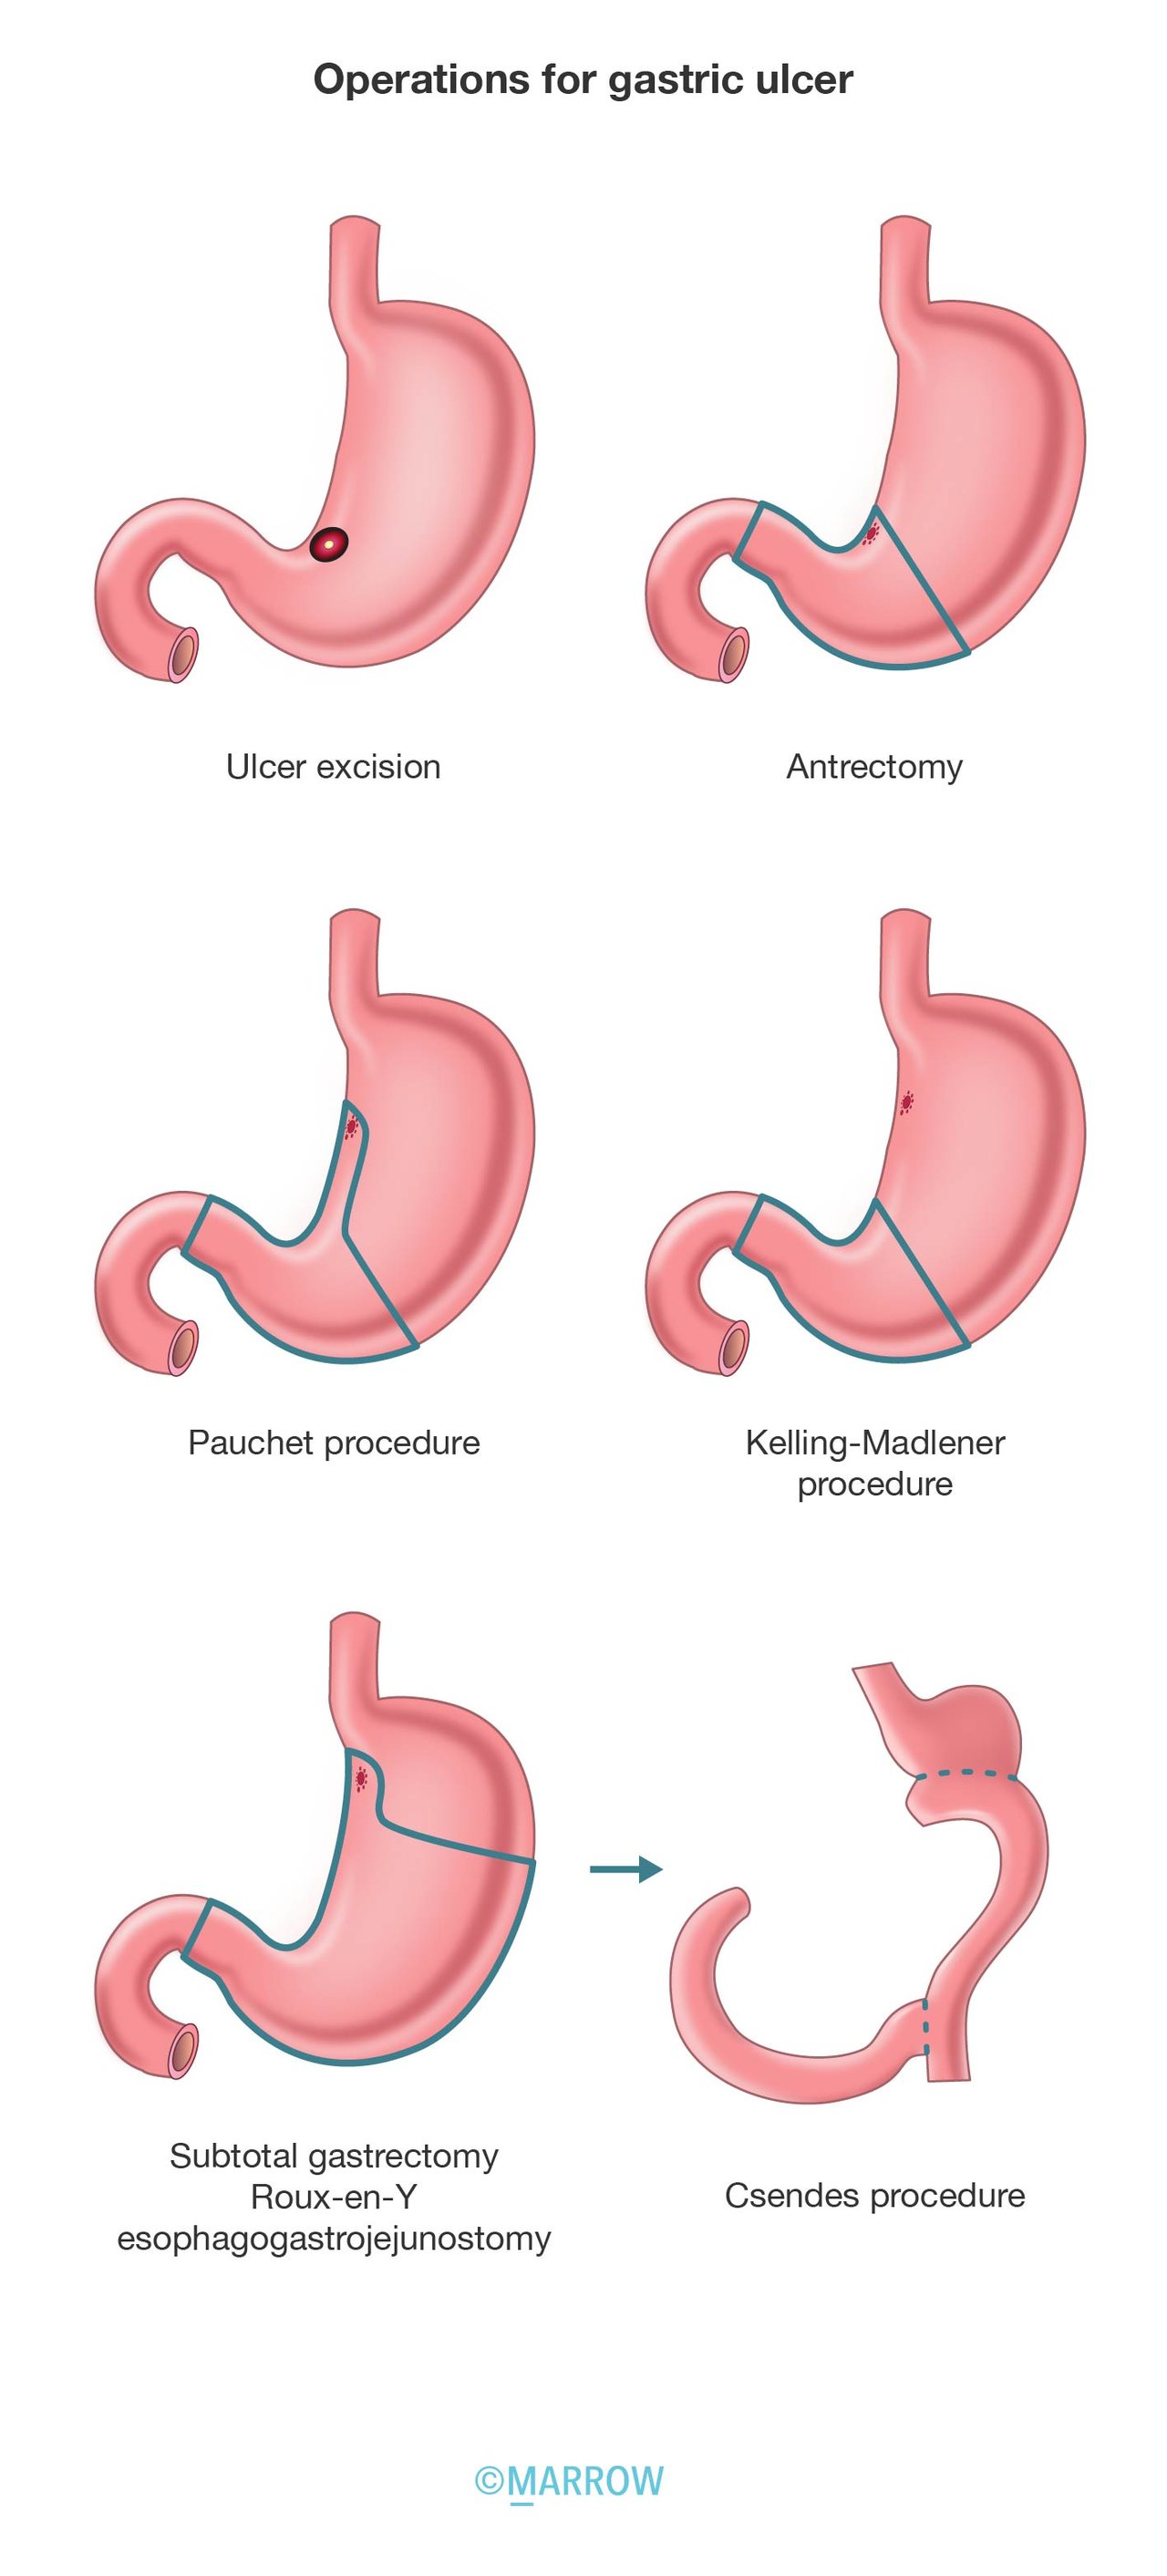 Operations for gastric ulcer
Ulcer excision
Antrectomy
Pauchet procedure
Kelling-Madlener
procedure
Subtotal gastrectomy
Roux-en-Y
esophagogastrojejunostomy
Csendes procedure
©MARROW